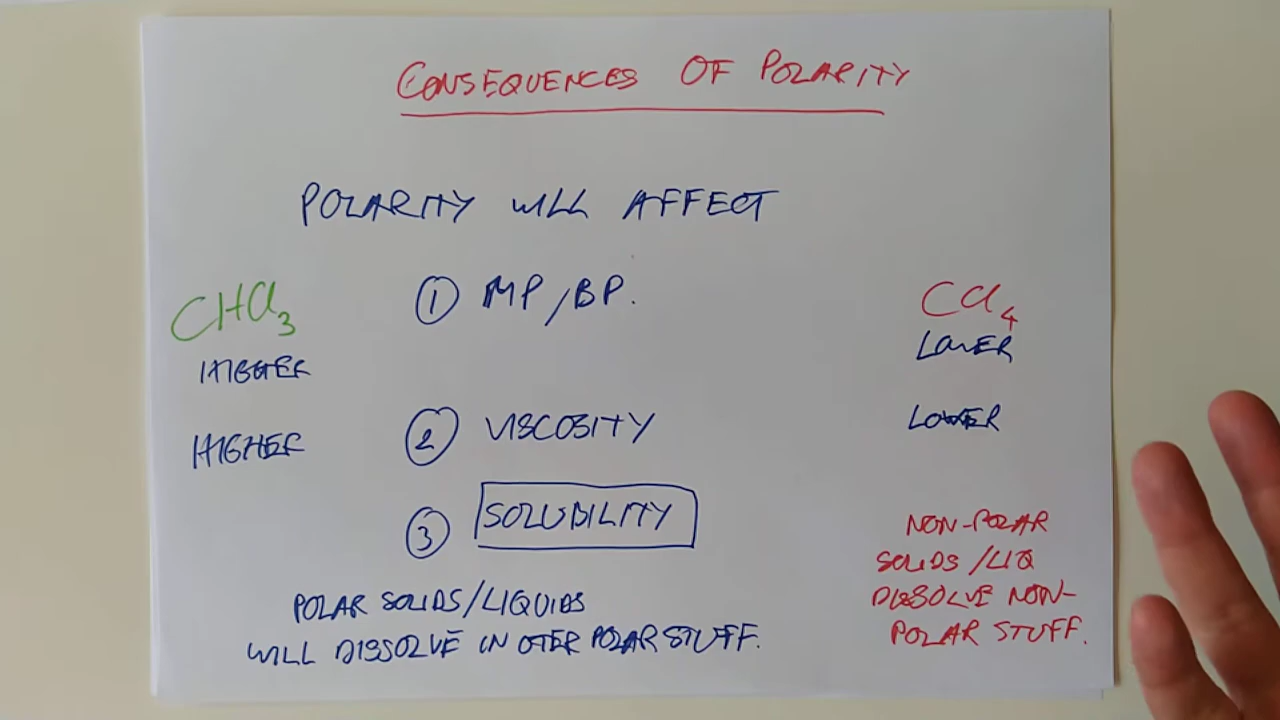 CONSEQUENCES OF POLARITY
POLARITY WILL AFFECT
CHCl3
1 MP/BP.
CCl4
HIGHER
LOWER
HIGHER
2 VISCOSITY
LOWER
3 SOLUBILITY
POLAR SOLIDS/LIQUIDS
WILL DISSOLVE IN OTER POLAR STUFF.
NON-POLAR
SOLIDS/LIQ
DISSOLVE NON-
POLAR STUFF.